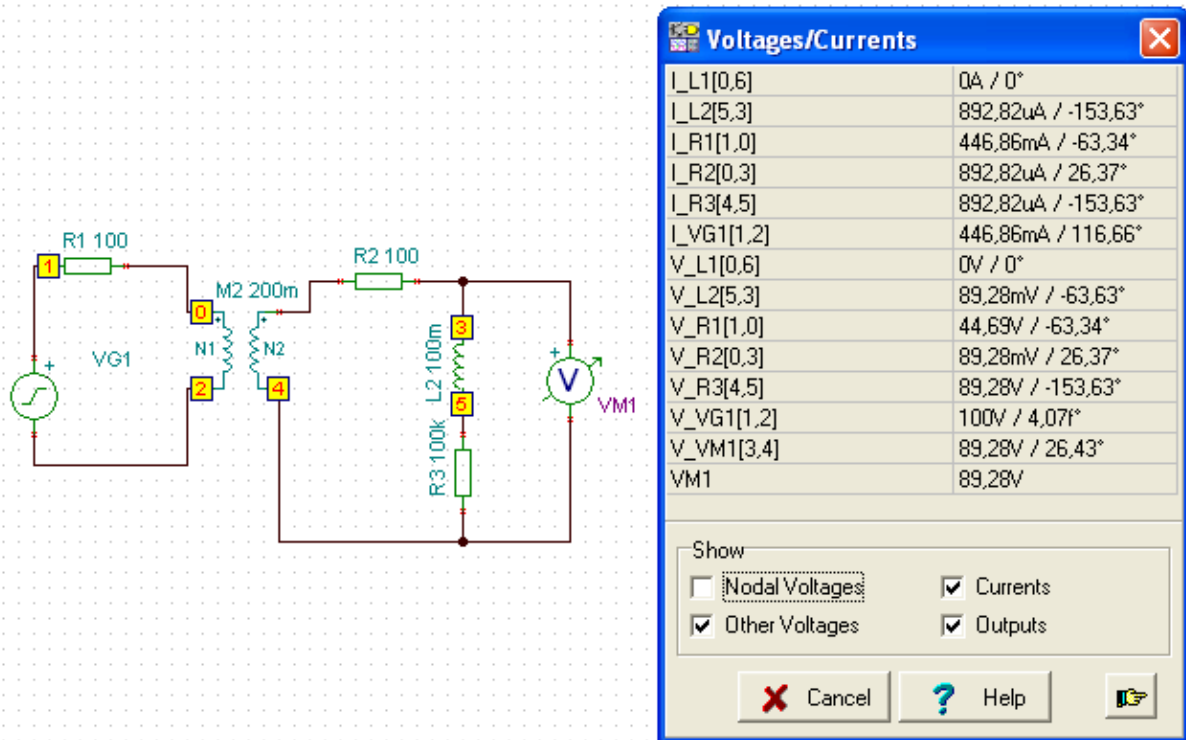 R1 100
1
R2 100
M2 200m
0
3
N1
N2
VG1
+
L2 100m
+
V
VM1
2
4
5
R3 100k
Voltages/Currents
I_L1[0,6] 0A / 0°
I_L2[5,3] 892,82uA / -153,63°
I_R1[1,0] 446,86mA / -63,34°
I_R2[0,3] 892,82uA / 26,37°
I_R3[4,5] 892,82uA / -153,63°
I_VG1[1,2] 446,86mA / 116,66°
V_L1[0,6] 0V / 0°
V_L2[5,3] 89,28mV / -63,63°
V_R1[1,0] 44,69V / -63,34°
V_R2[0,3] 89,28mV / 26,37°
V_R3[4,5] 89,28V / -153,63°
V_VG1[1,2] 100V / 4,07f°
V_VM1[3,4] 89,28V / 26,43°
VM1 89,28V
Show
Nodal Voltages Currents
Other Voltages Outputs
Cancel ? Help